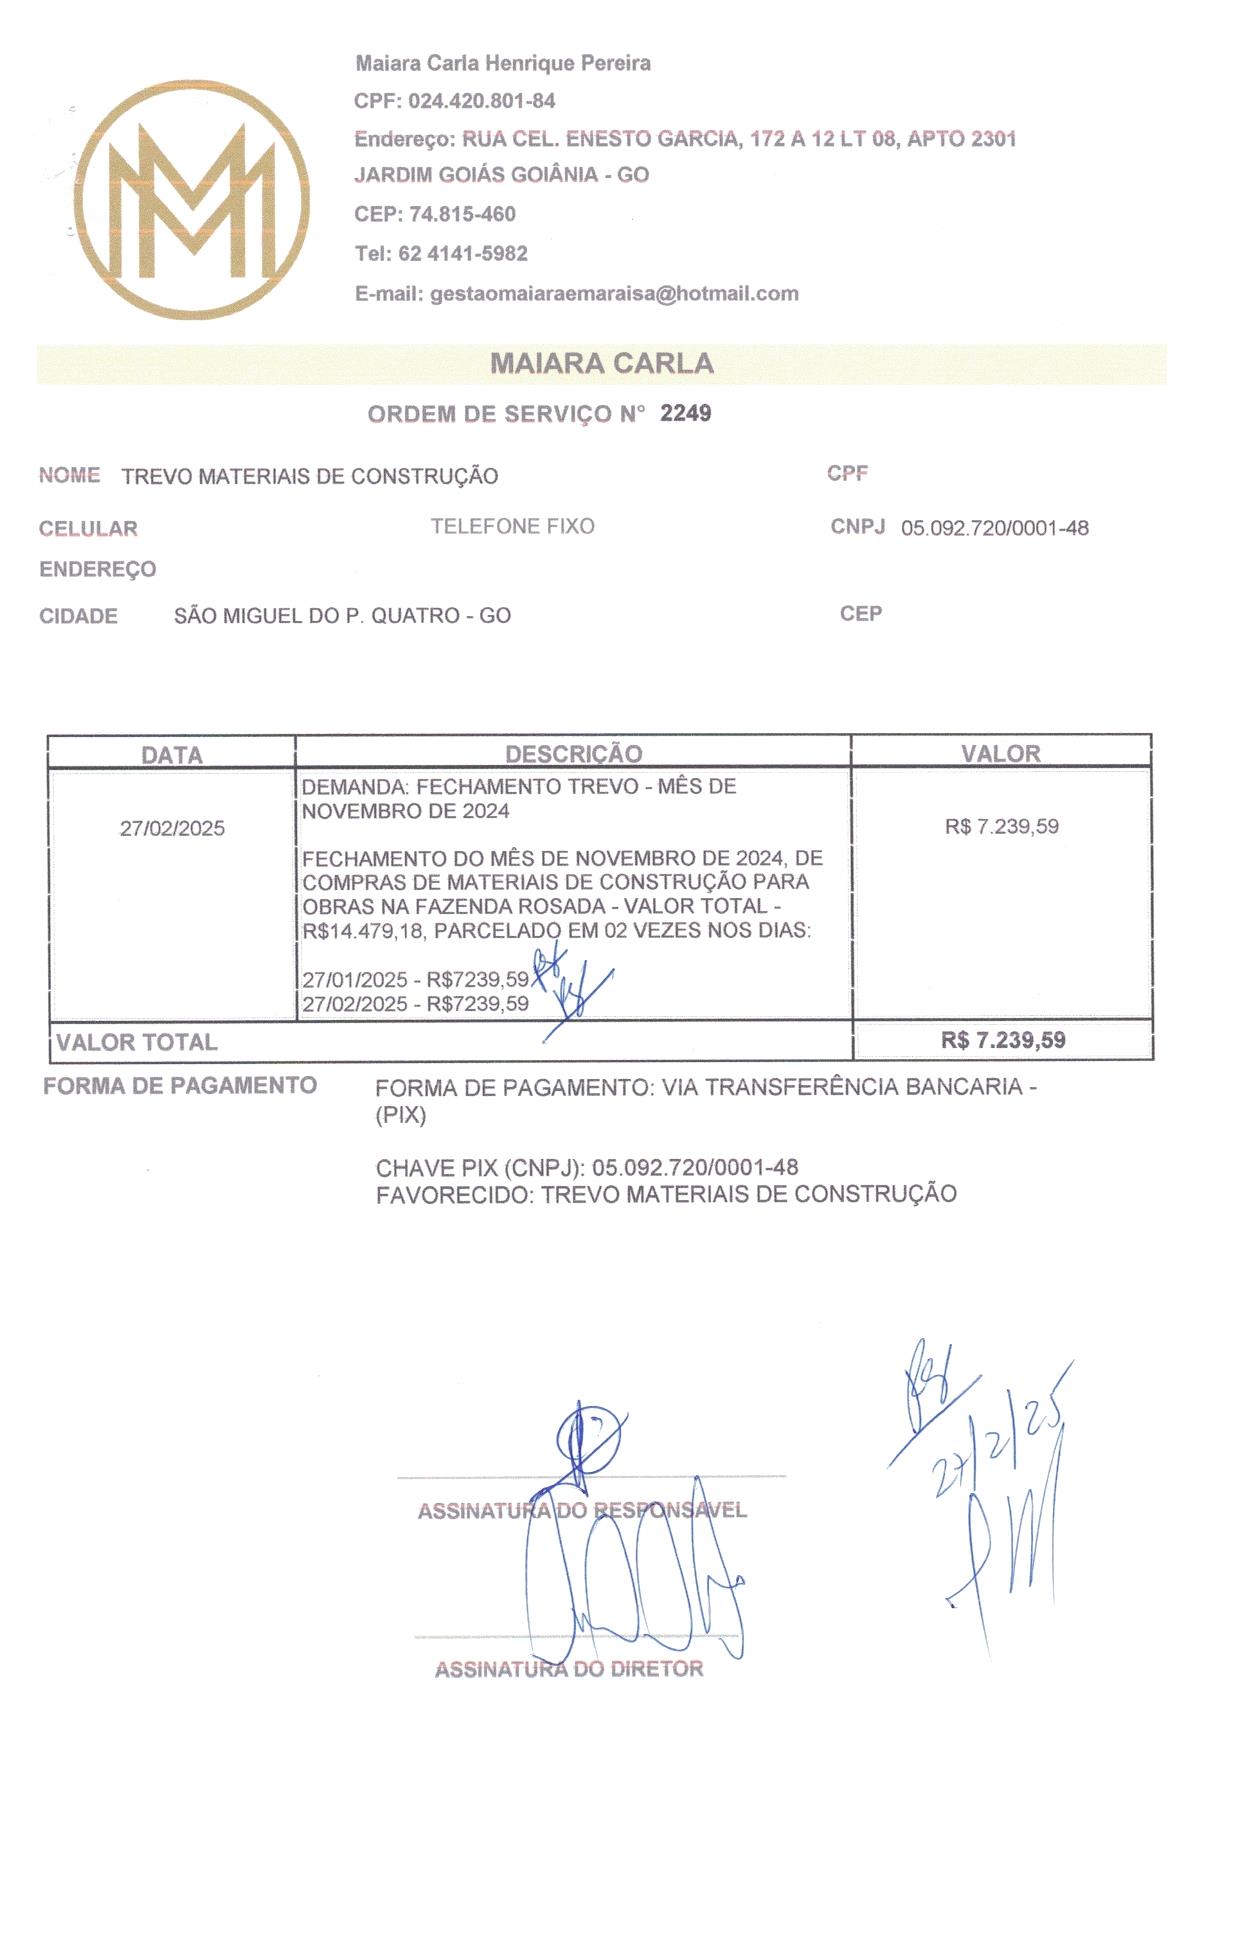 Maiara Carla Henrique Pereira
CPF: 024.420.801-84
Endereço: RUA CEL. ENESTO GARCIA, 172 A 12 LT 08, APTO 2301
JARDIM GOIÁS GOIÂNIA - GO
CEP: 74.815-460
Tel: 62 4141-5982
E-mail: gestaomaiaraemaraisa@hotmail.com
MAIARA CARLA
ORDEM DE SERVIÇO N° 2249
NOME TREVO MATERIAIS DE CONSTRUÇÃO CPF
CELULAR TELEFONE FIXO CNPJ 05.092.720/0001-48
ENDEREÇO
CIDADE SÃO MIGUEL DO P. QUATRO - GO CEP
DATA DESCRIÇÃO VALOR
DEMANDA: FECHAMENTO TREVO - MÊS DE
NOVEMBRO DE 2024
27/02/2025 R$ 7.239,59
FECHAMENTO DO MÊS DE NOVEMBRO DE 2024, DE
COMPRAS DE MATERIAIS DE CONSTRUÇÃO PARA
OBRAS NA FAZENDA ROSADA - VALOR TOTAL -
R$14.479,18, PARCELADO EM 02 VEZES NOS DIAS:
27/01/2025 - R$7239,59
27/02/2025 - R$7239,59
VALOR TOTAL R$ 7.239,59
FORMA DE PAGAMENTO FORMA DE PAGAMENTO: VIA TRANSFERÊNCIA BANCARIA -
(PIX)
CHAVE PIX (CNPJ): 05.092.720/0001-48
FAVORECIDO: TREVO MATERIAIS DE CONSTRUÇÃO
27/2/25
ASSINATURA DO RESPONSÁVEL
ASSINATURA DO DIRETOR